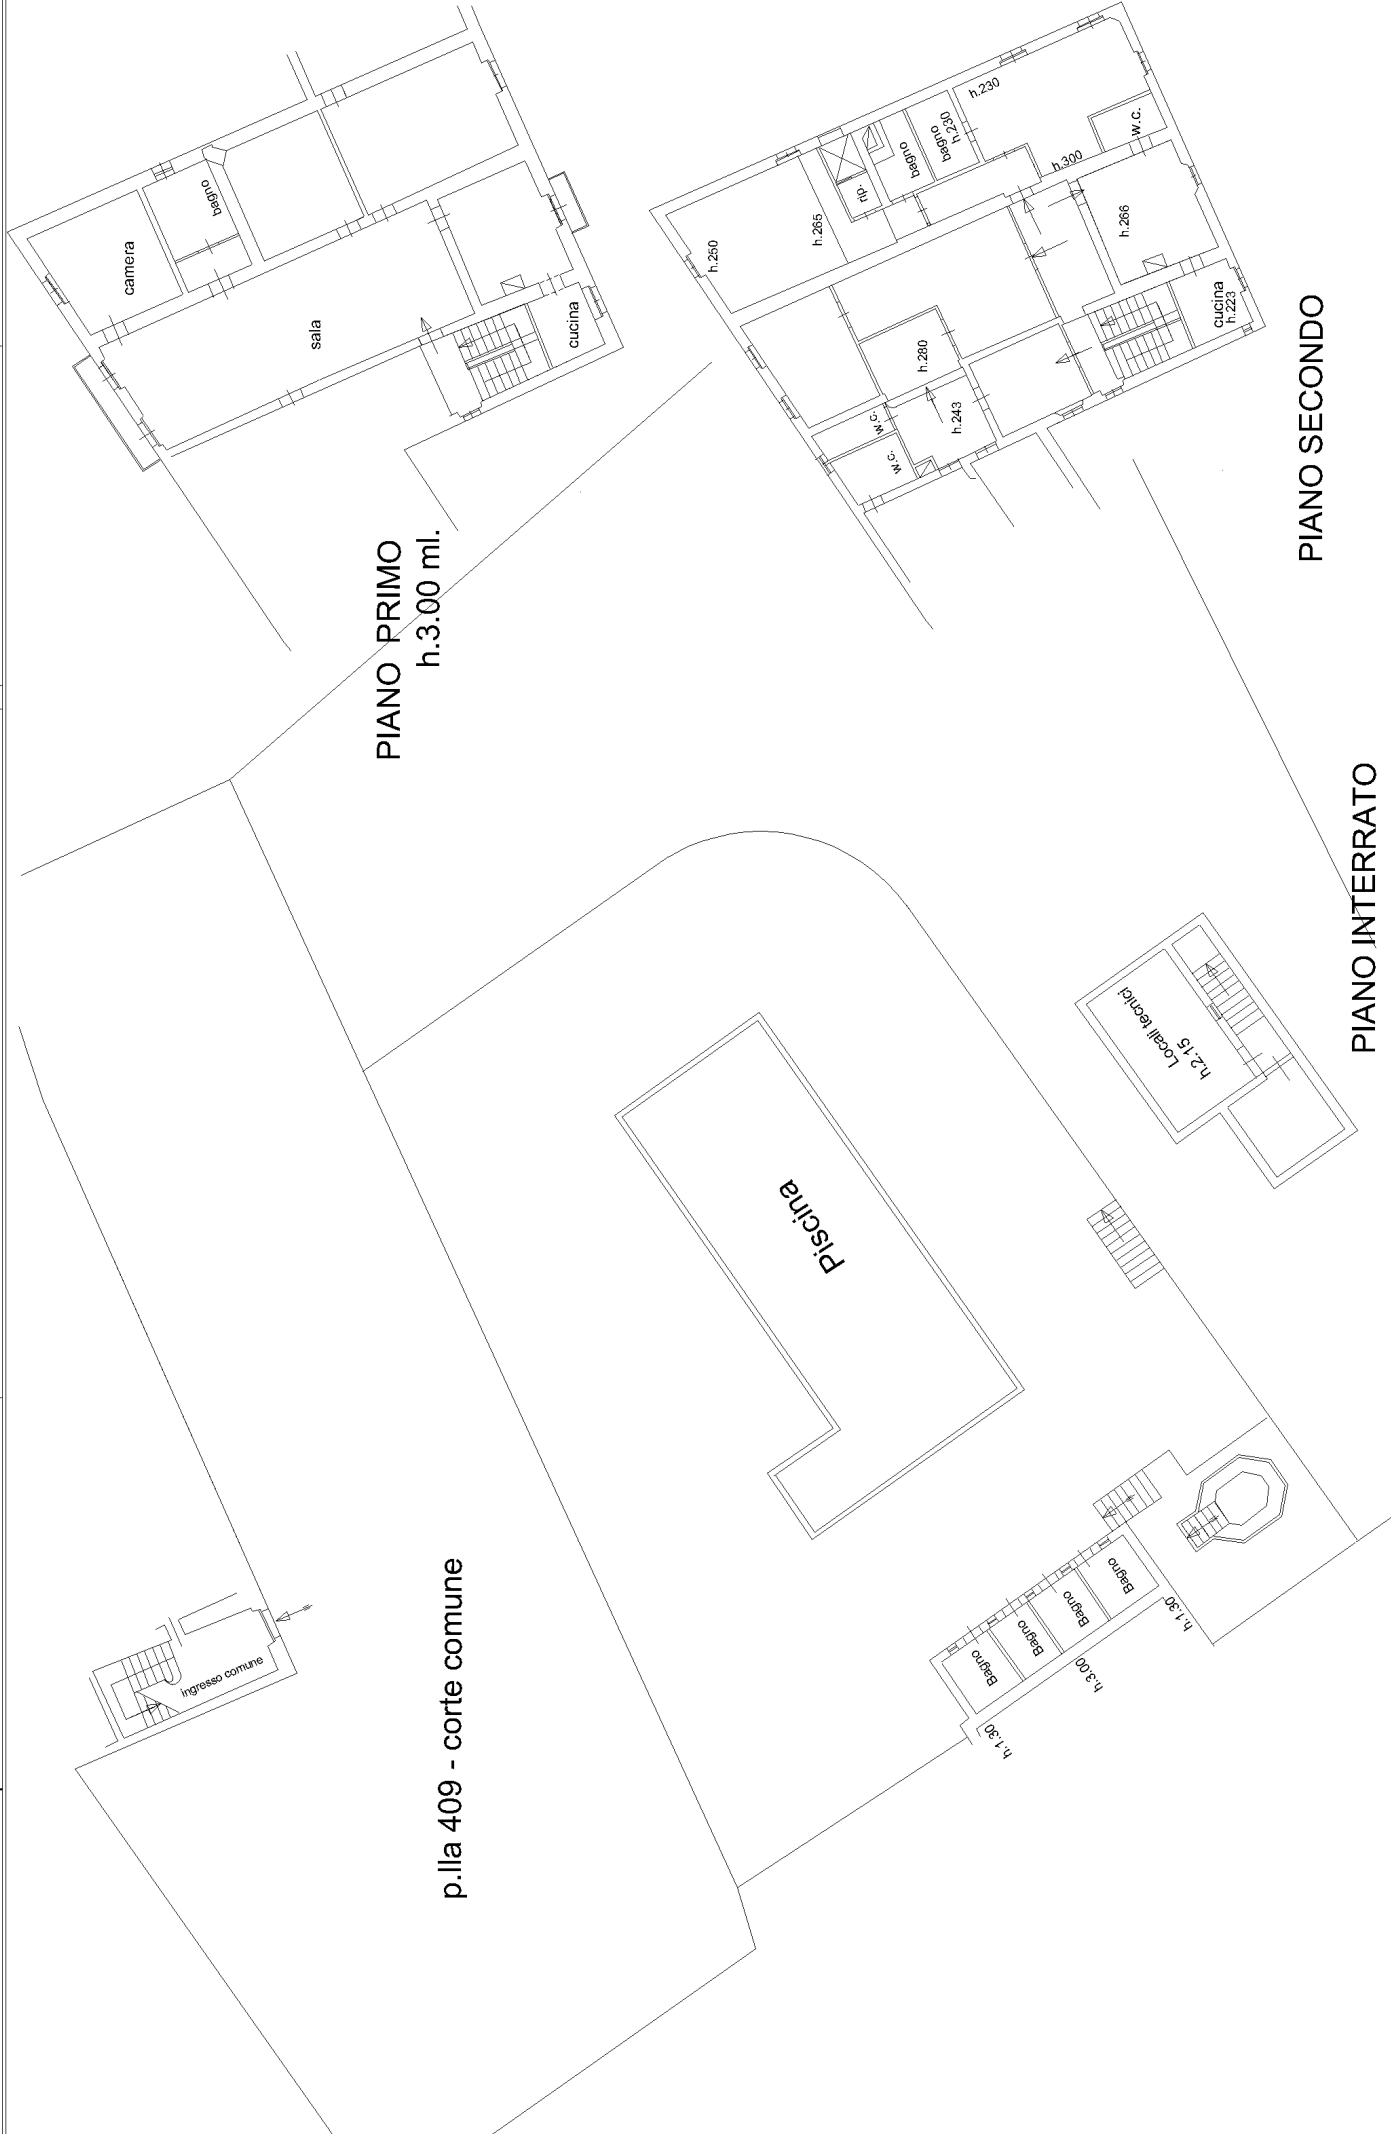 camera
bagno
sala
cucina
PIANO PRIMO
h.3.00 ml.
h.250
h.265
rip.
bagno
bagno
h.230
h.230
h.300
w.c.
h.266
cucina
h.223
h.280
h.243
w.c.
w.c.
PIANO SECONDO
PIANO INTERRATO
Locali tecnici
h.2.15
Piscina
ingresso comune
p.lla 409 - corte comune
Bagno
Bagno
Bagno
Bagno
h.1.30
h.3.00
h.1.30